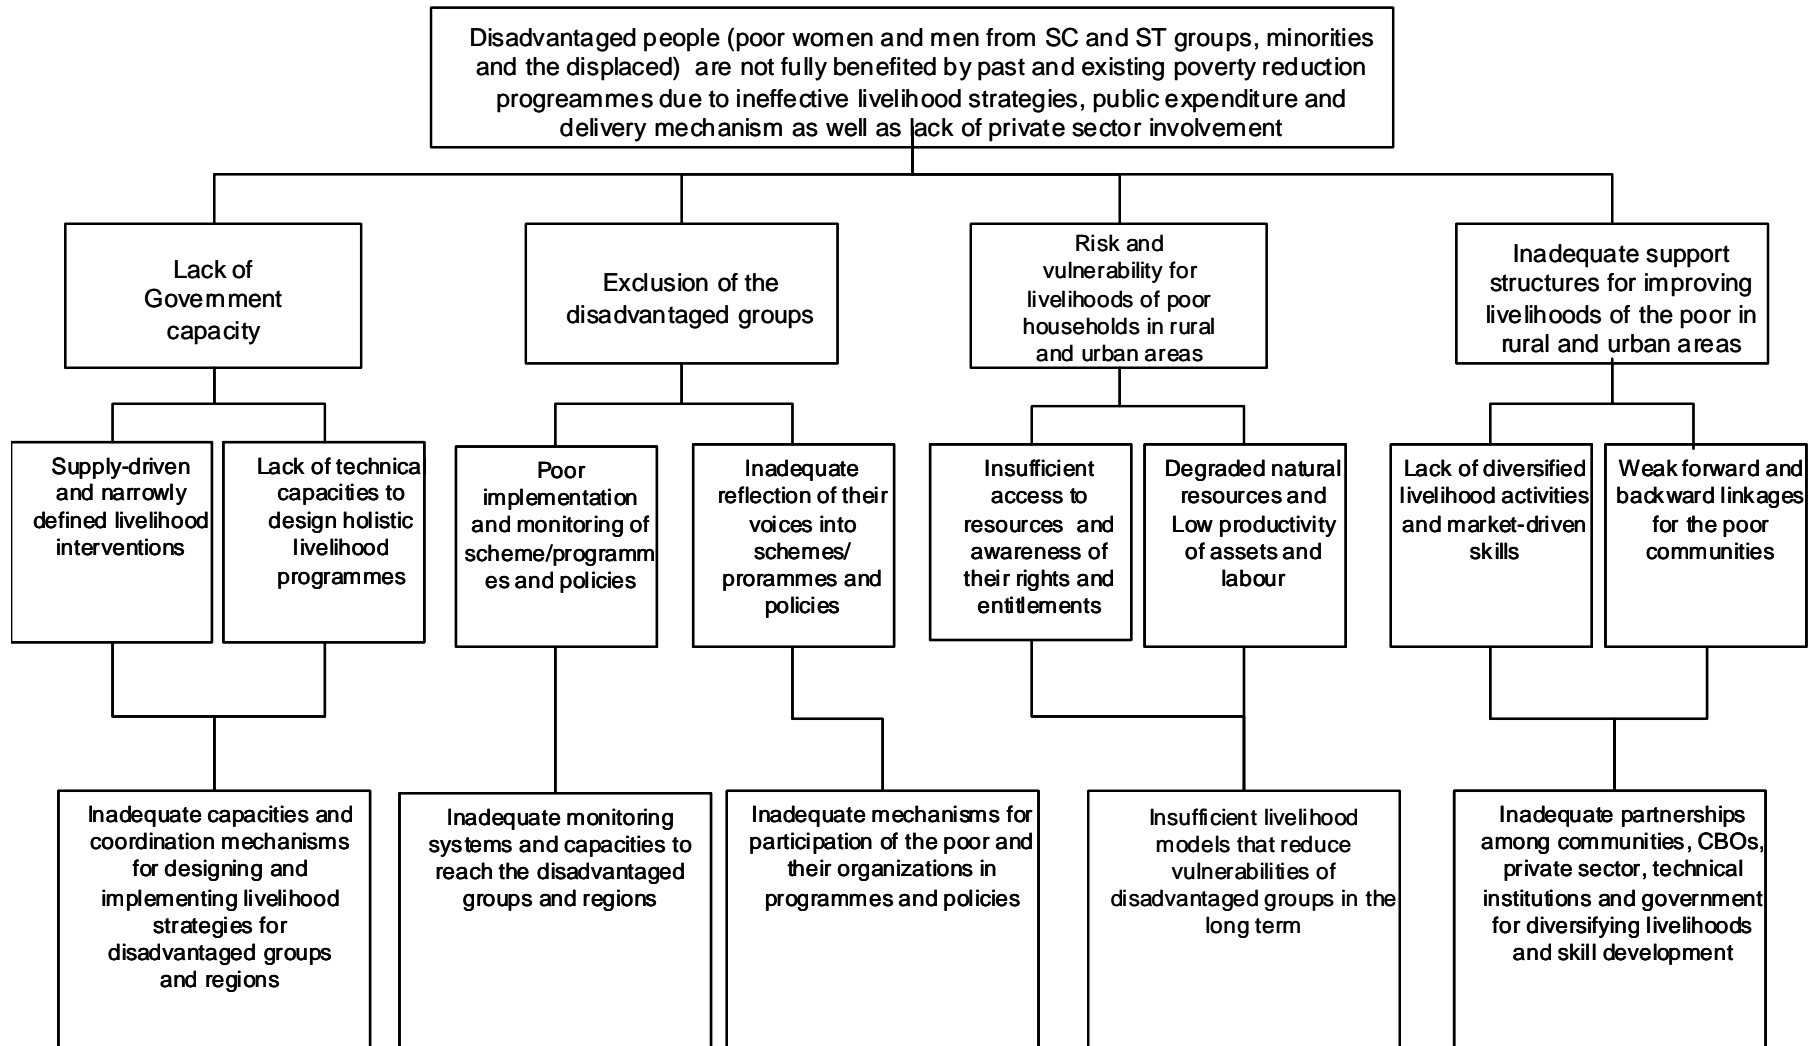 Disadvantaged people (poor women and men from SC and ST groups, minorities
and the displaced) are not fully benefited by past and existing poverty reduction
progreammes due to ineffective livelihood strategies, public expenditure and
delivery mechanism as well as lack of private sector involvement
Lack of
Government
capacity
Exclusion of the
disadvantaged groups
Risk and
vulnerability for
livelihoods of poor
households in rural
and urban areas
Inadequate support
structures for improving
livelihoods of the poor in
rural and urban areas
Supply-driven
and narrowly
defined livelihood
interventions
Lack of technical
capacities to
design holistic
livelihood
programmes
Poor
implementation
and monitoring of
scheme/programm
es and policies
Inadequate
reflection of their
voices into
schemes/
prorammes and
policies
Insufficient
access to
resources and
awareness of
their rights and
entitlements
Degraded natural
resources and
Low productivity
of assets and
labour
Lack of diversified
livelihood activities
and market-driven
skills
Weak forward and
backward linkages
for the poor
communities
Inadequate capacities and
coordination mechanisms
for designing and
implementing livelihood
strategies for
disadvantaged groups
and regions
Inadequate monitoring
systems and capacities to
reach the disadvantaged
groups and regions
Inadequate mechanisms for
participation of the poor and
their organizations in
programmes and policies
Insufficient livelihood
models that reduce
vulnerabilities of
disadvantaged groups in the
long term
Inadequate partnerships
among communities, CBOs,
private sector, technical
institutions and government
for diversifying livelihoods
and skill development